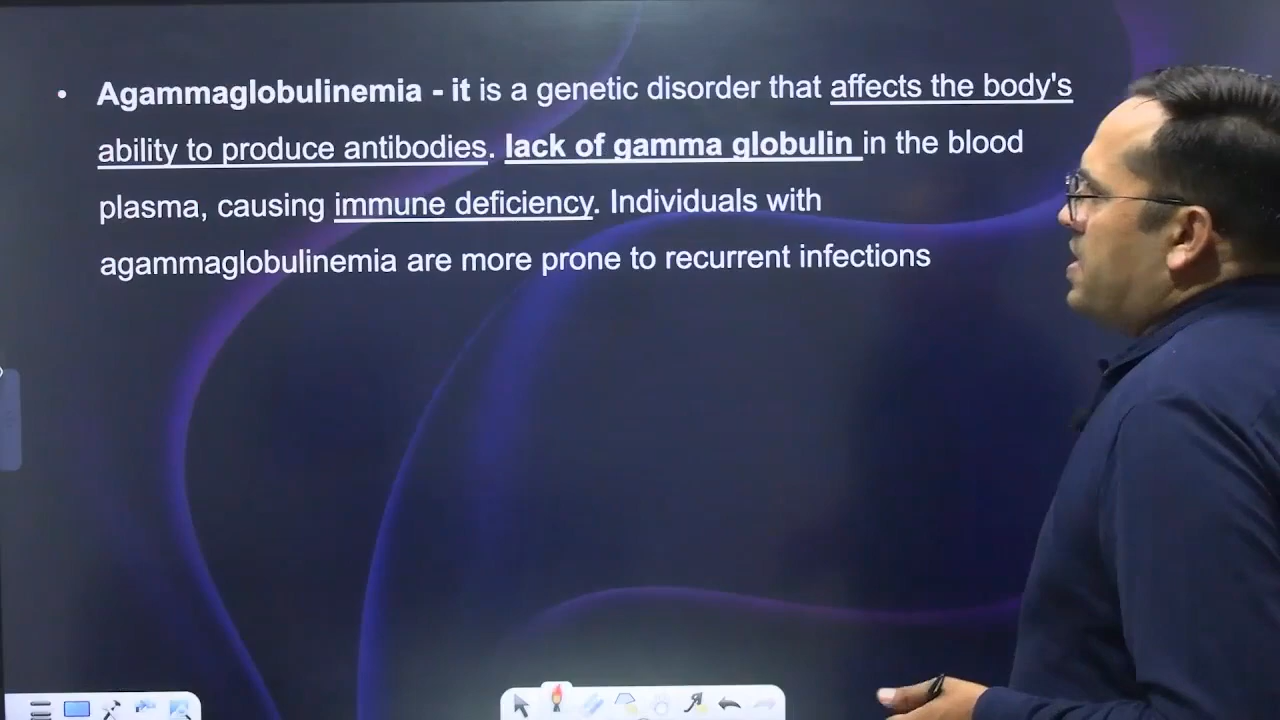 • Agammaglobulinemia - it is a genetic disorder that affects the body's
ability to produce antibodies. lack of gamma globulin in the blood
plasma, causing immune deficiency. Individuals with
agammaglobulinemia are more prone to recurrent infections